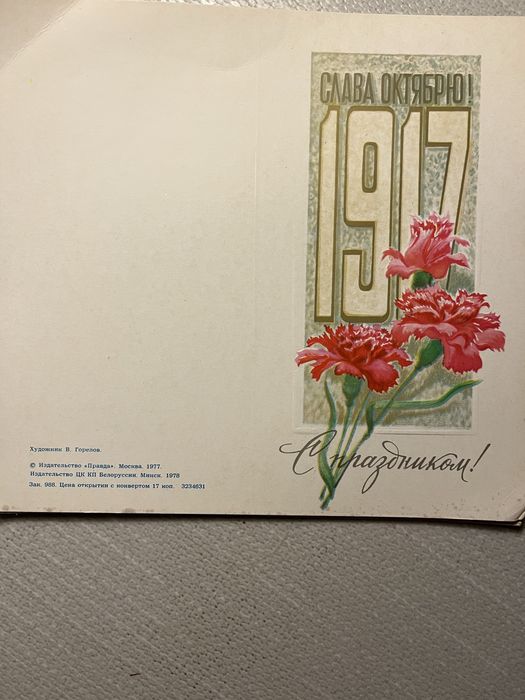 СЛАВА ОКТЯБРЮ!
1917
С праздником!
Художник В. Горелов.
© Издательство «Правда». Москва. 1977.
Издательство ЦК КП Белоруссии. Минск. 1978
Зак. 988. Цена открытки с конвертом 17 коп. 3234631